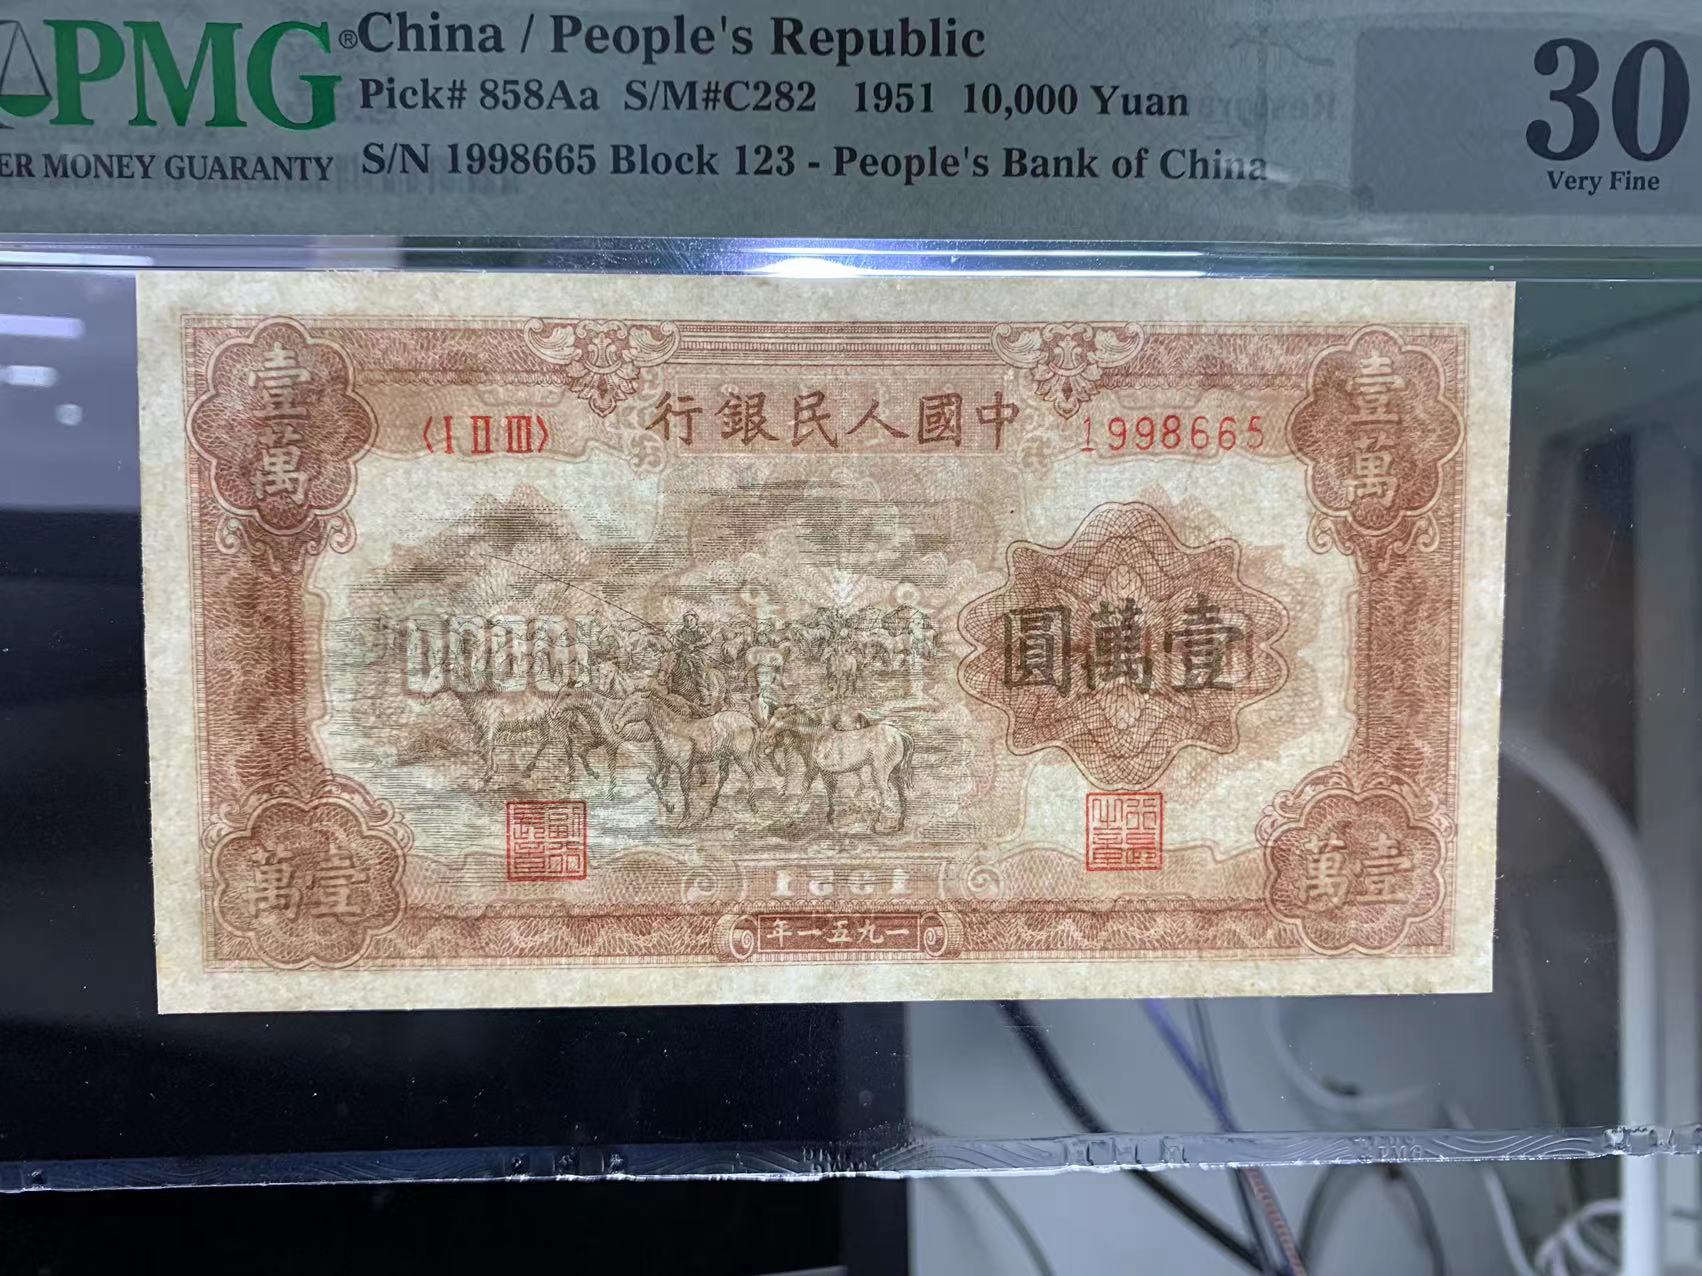 PMG ® China / People's Republic
Pick# 858Aa S/M#C282 1951 10,000 Yuan
ER MONEY GUARANTY S/N 1998665 Block 123 - People's Bank of China
30
Very Fine
壹萬
壹萬
〈I II III〉
行銀民人國中
1998665
圓萬壹
1951
年一五九一
萬壹
萬壹